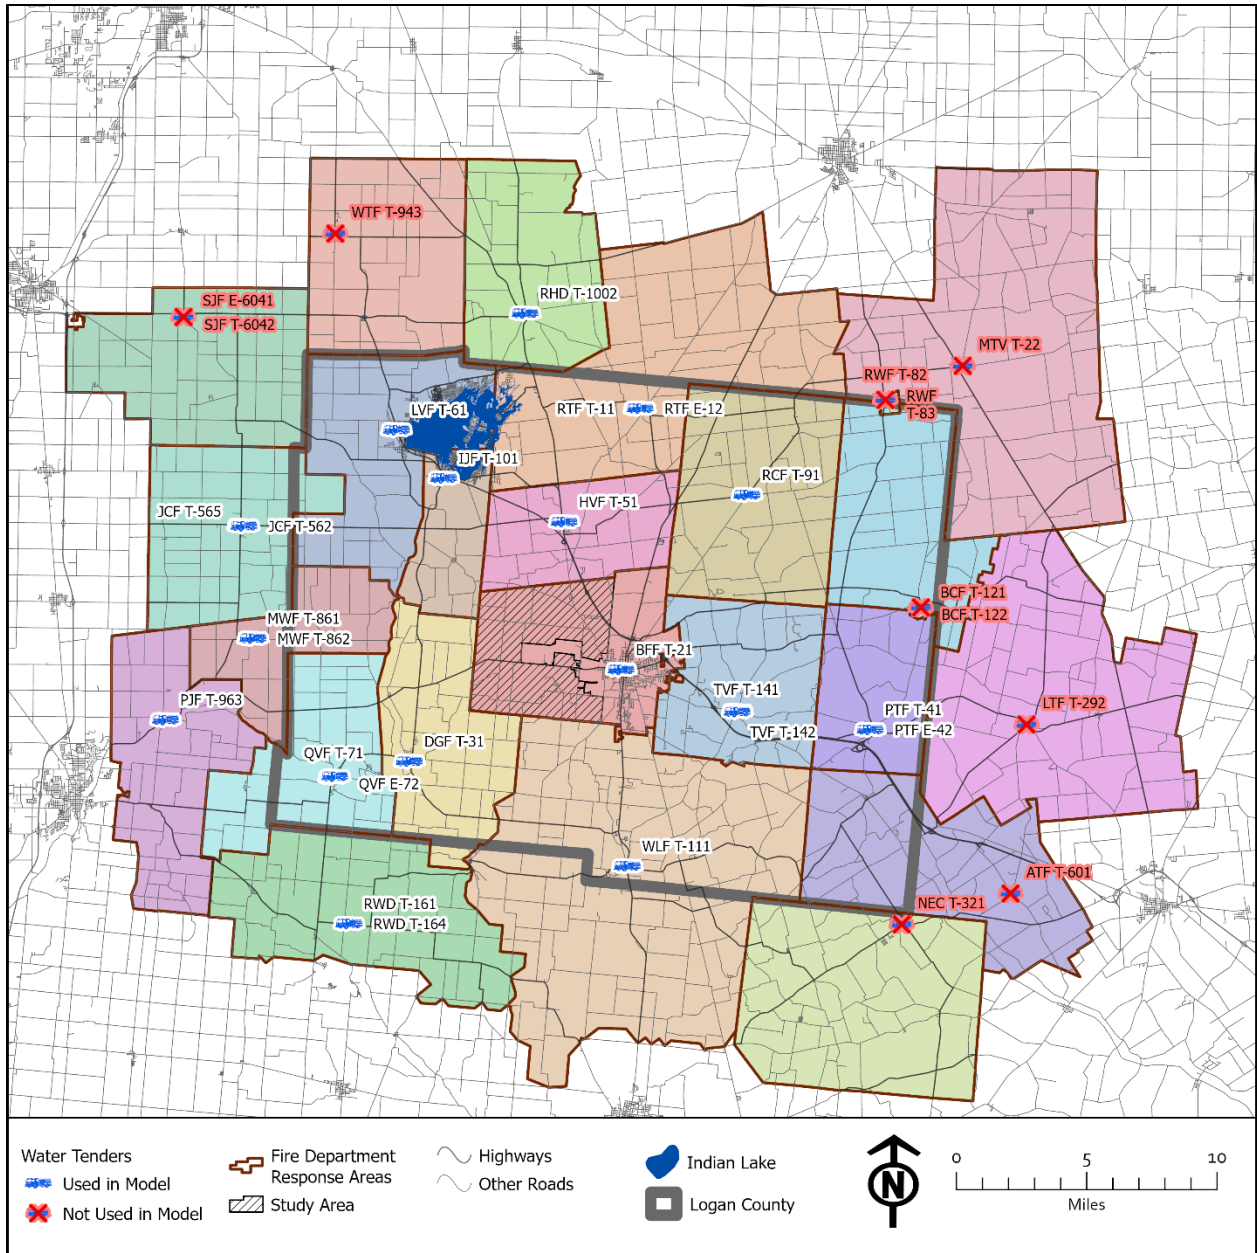 WTF T-943
SJF E-6041
SJF T-6042
RHD T-1002
MTV T-22
RWF T-82
RWF
T-83
LVF T-61
RTF T-11
RTF E-12
IJF T-101
RCF T-91
HVF T-51
JCF T-565
JCF T-562
BCF T-121
BCF T-122
MWF T-861
MWF T-862
BFF T-21
PJF T-963
TVF T-141
TVF T-142
PTF T-41
PTF E-42
LTF T-292
DGF T-31
QVF T-71
QVF E-72
WLF T-111
ATF T-601
NEC T-321
RWD T-161
RWD T-164
Water Tenders
Used in Model
Not Used in Model
Fire Department
Response Areas
Study Area
Highways
Other Roads
Indian Lake
Logan County
N
0 5 10
Miles